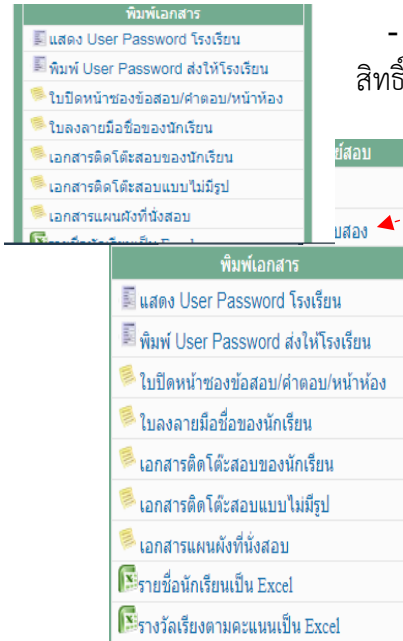 พิมพ์เอกสาร
แสดง User Password โรงเรียน
พิมพ์ User Password ส่งให้โรงเรียน
ใบปิดหน้าซองข้อสอบ/คำตอบ/หน้าห้อง
ใบลงลายมือชื่อของนักเรียน
เอกสารติดโต๊ะสอบของนักเรียน
เอกสารติดโต๊ะสอบแบบไม่มีรูป
เอกสารแผนผังที่นั่งสอบ
-
สิทธิ์
ย์สอบ
บสอง
พิมพ์เอกสาร
แสดง User Password โรงเรียน
พิมพ์ User Password ส่งให้โรงเรียน
ใบปิดหน้าซองข้อสอบ/คำตอบ/หน้าห้อง
ใบลงลายมือชื่อของนักเรียน
เอกสารติดโต๊ะสอบของนักเรียน
เอกสารติดโต๊ะสอบแบบไม่มีรูป
เอกสารแผนผังที่นั่งสอบ
รายชื่อนักเรียนเป็น Excel
รางวัลเรียงตามคะแนนเป็น Excel